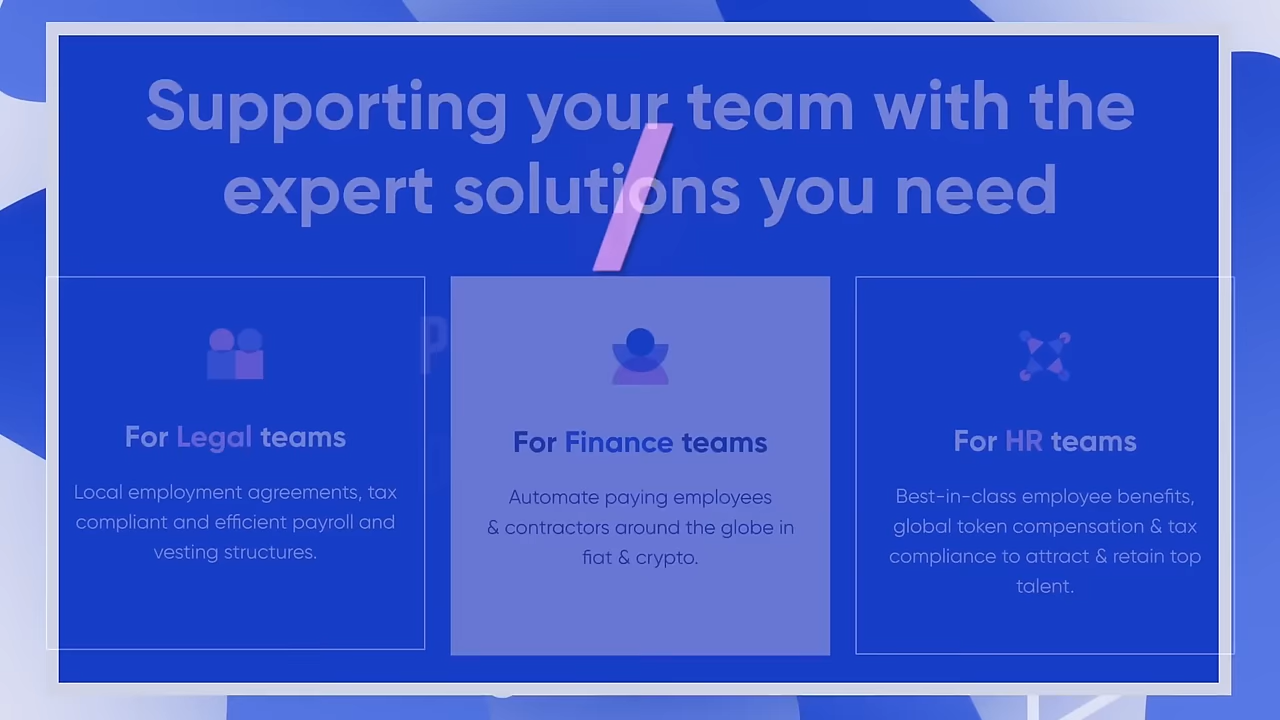 Supporting your team with the
expert solutions you need
For Legal teams
Local employment agreements, tax
compliant and efficient payroll and
vesting structures.
For Finance teams
Automate paying employees
& contractors around the globe in
fiat & crypto.
For HR teams
Best-in-class employee benefits,
global token compensation & tax
compliance to attract & retain top
talent.